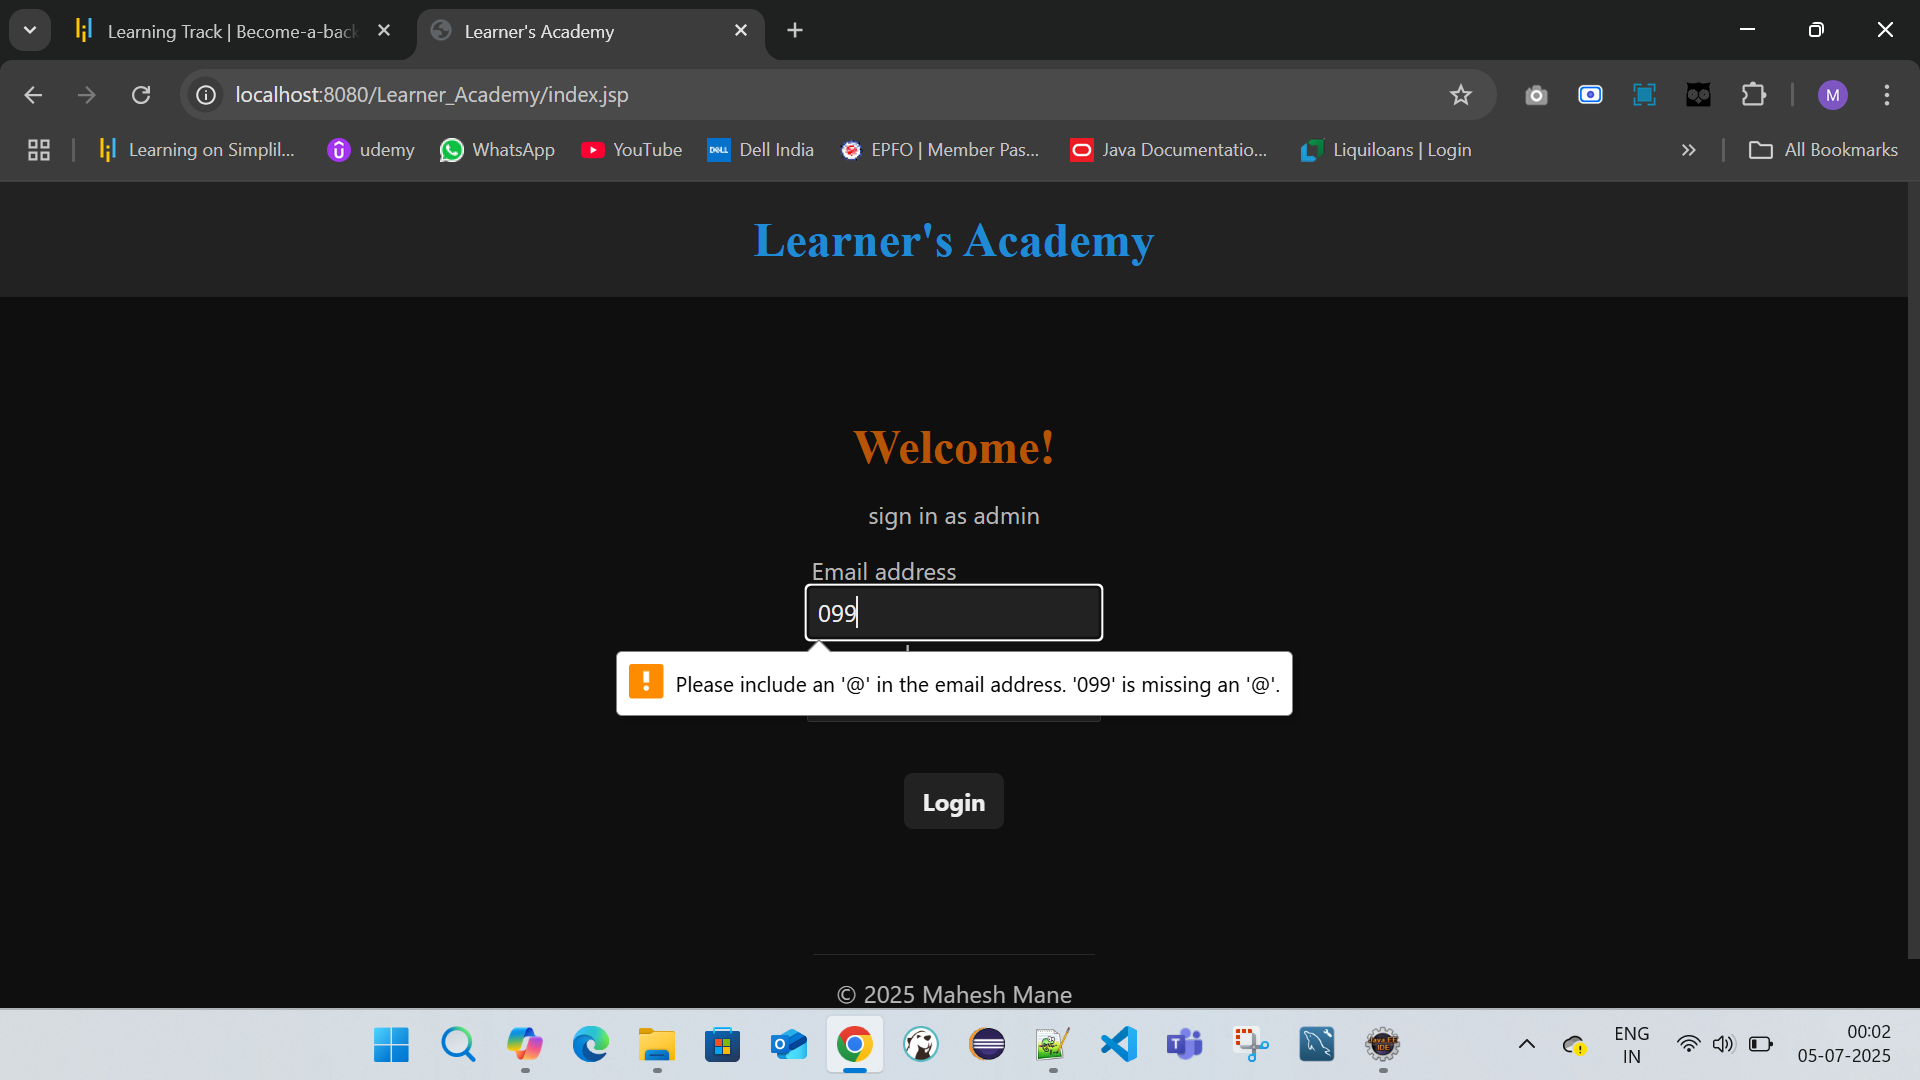 Learning Track | Become-a-back
Learner's Academy
localhost:8080/Learner_Academy/index.jsp
M
Learning on Simplil...
udemy
WhatsApp
YouTube
DELL
Dell India
EPFO | Member Pas...
Java Documentatio...
Liquiloans | Login
All Bookmarks
Learner's Academy
Welcome!
sign in as admin
Email address
099
Please include an '@' in the email address. '099' is missing an '@'.
Login
© 2025 Mahesh Mane
ENG
IN
00:02
05-07-2025